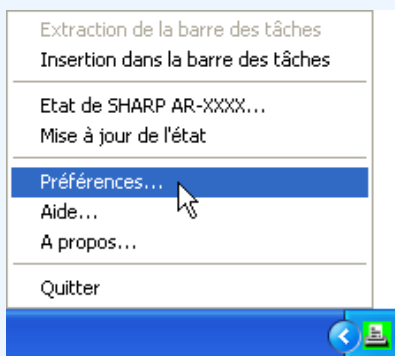 Extraction de la barre des tâches
Insertion dans la barre des tâches
Etat de SHARP AR-XXXX...
Mise à jour de l'état
Préférences...
Aide...
A propos...
Quitter